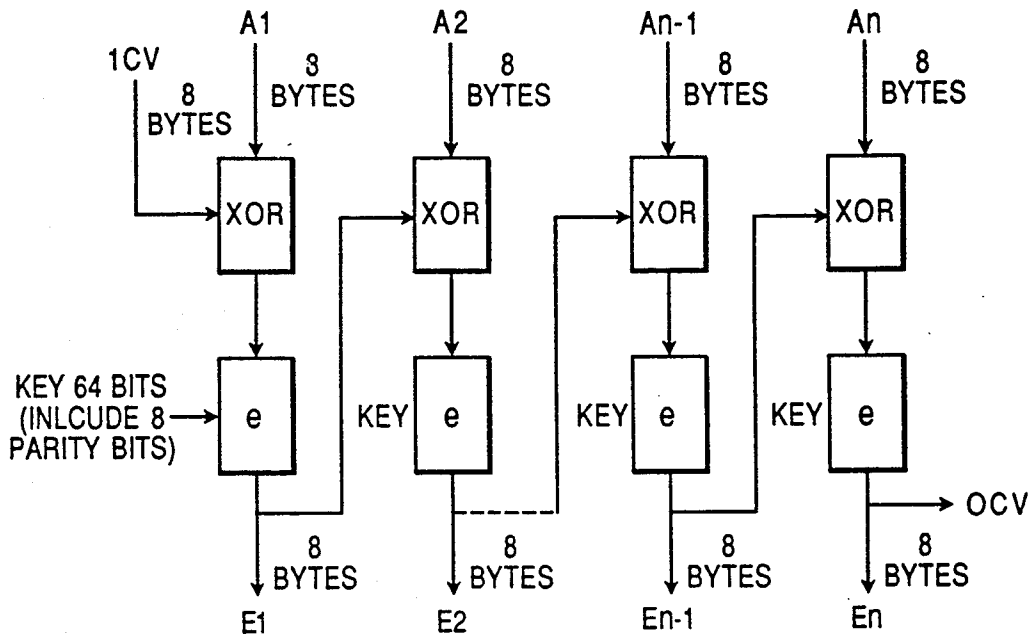 A1
A2
An-1
An
1CV
8
BYTES
8
BYTES
8
BYTES
8
BYTES
8
BYTES
XOR
XOR
XOR
XOR
KEY 64 BITS
(INLCUDE 8
PARITY BITS)
e
KEY
e
KEY
e
KEY
e
OCV
8
BYTES
8
BYTES
8
BYTES
8
BYTES
E1
E2
En-1
En